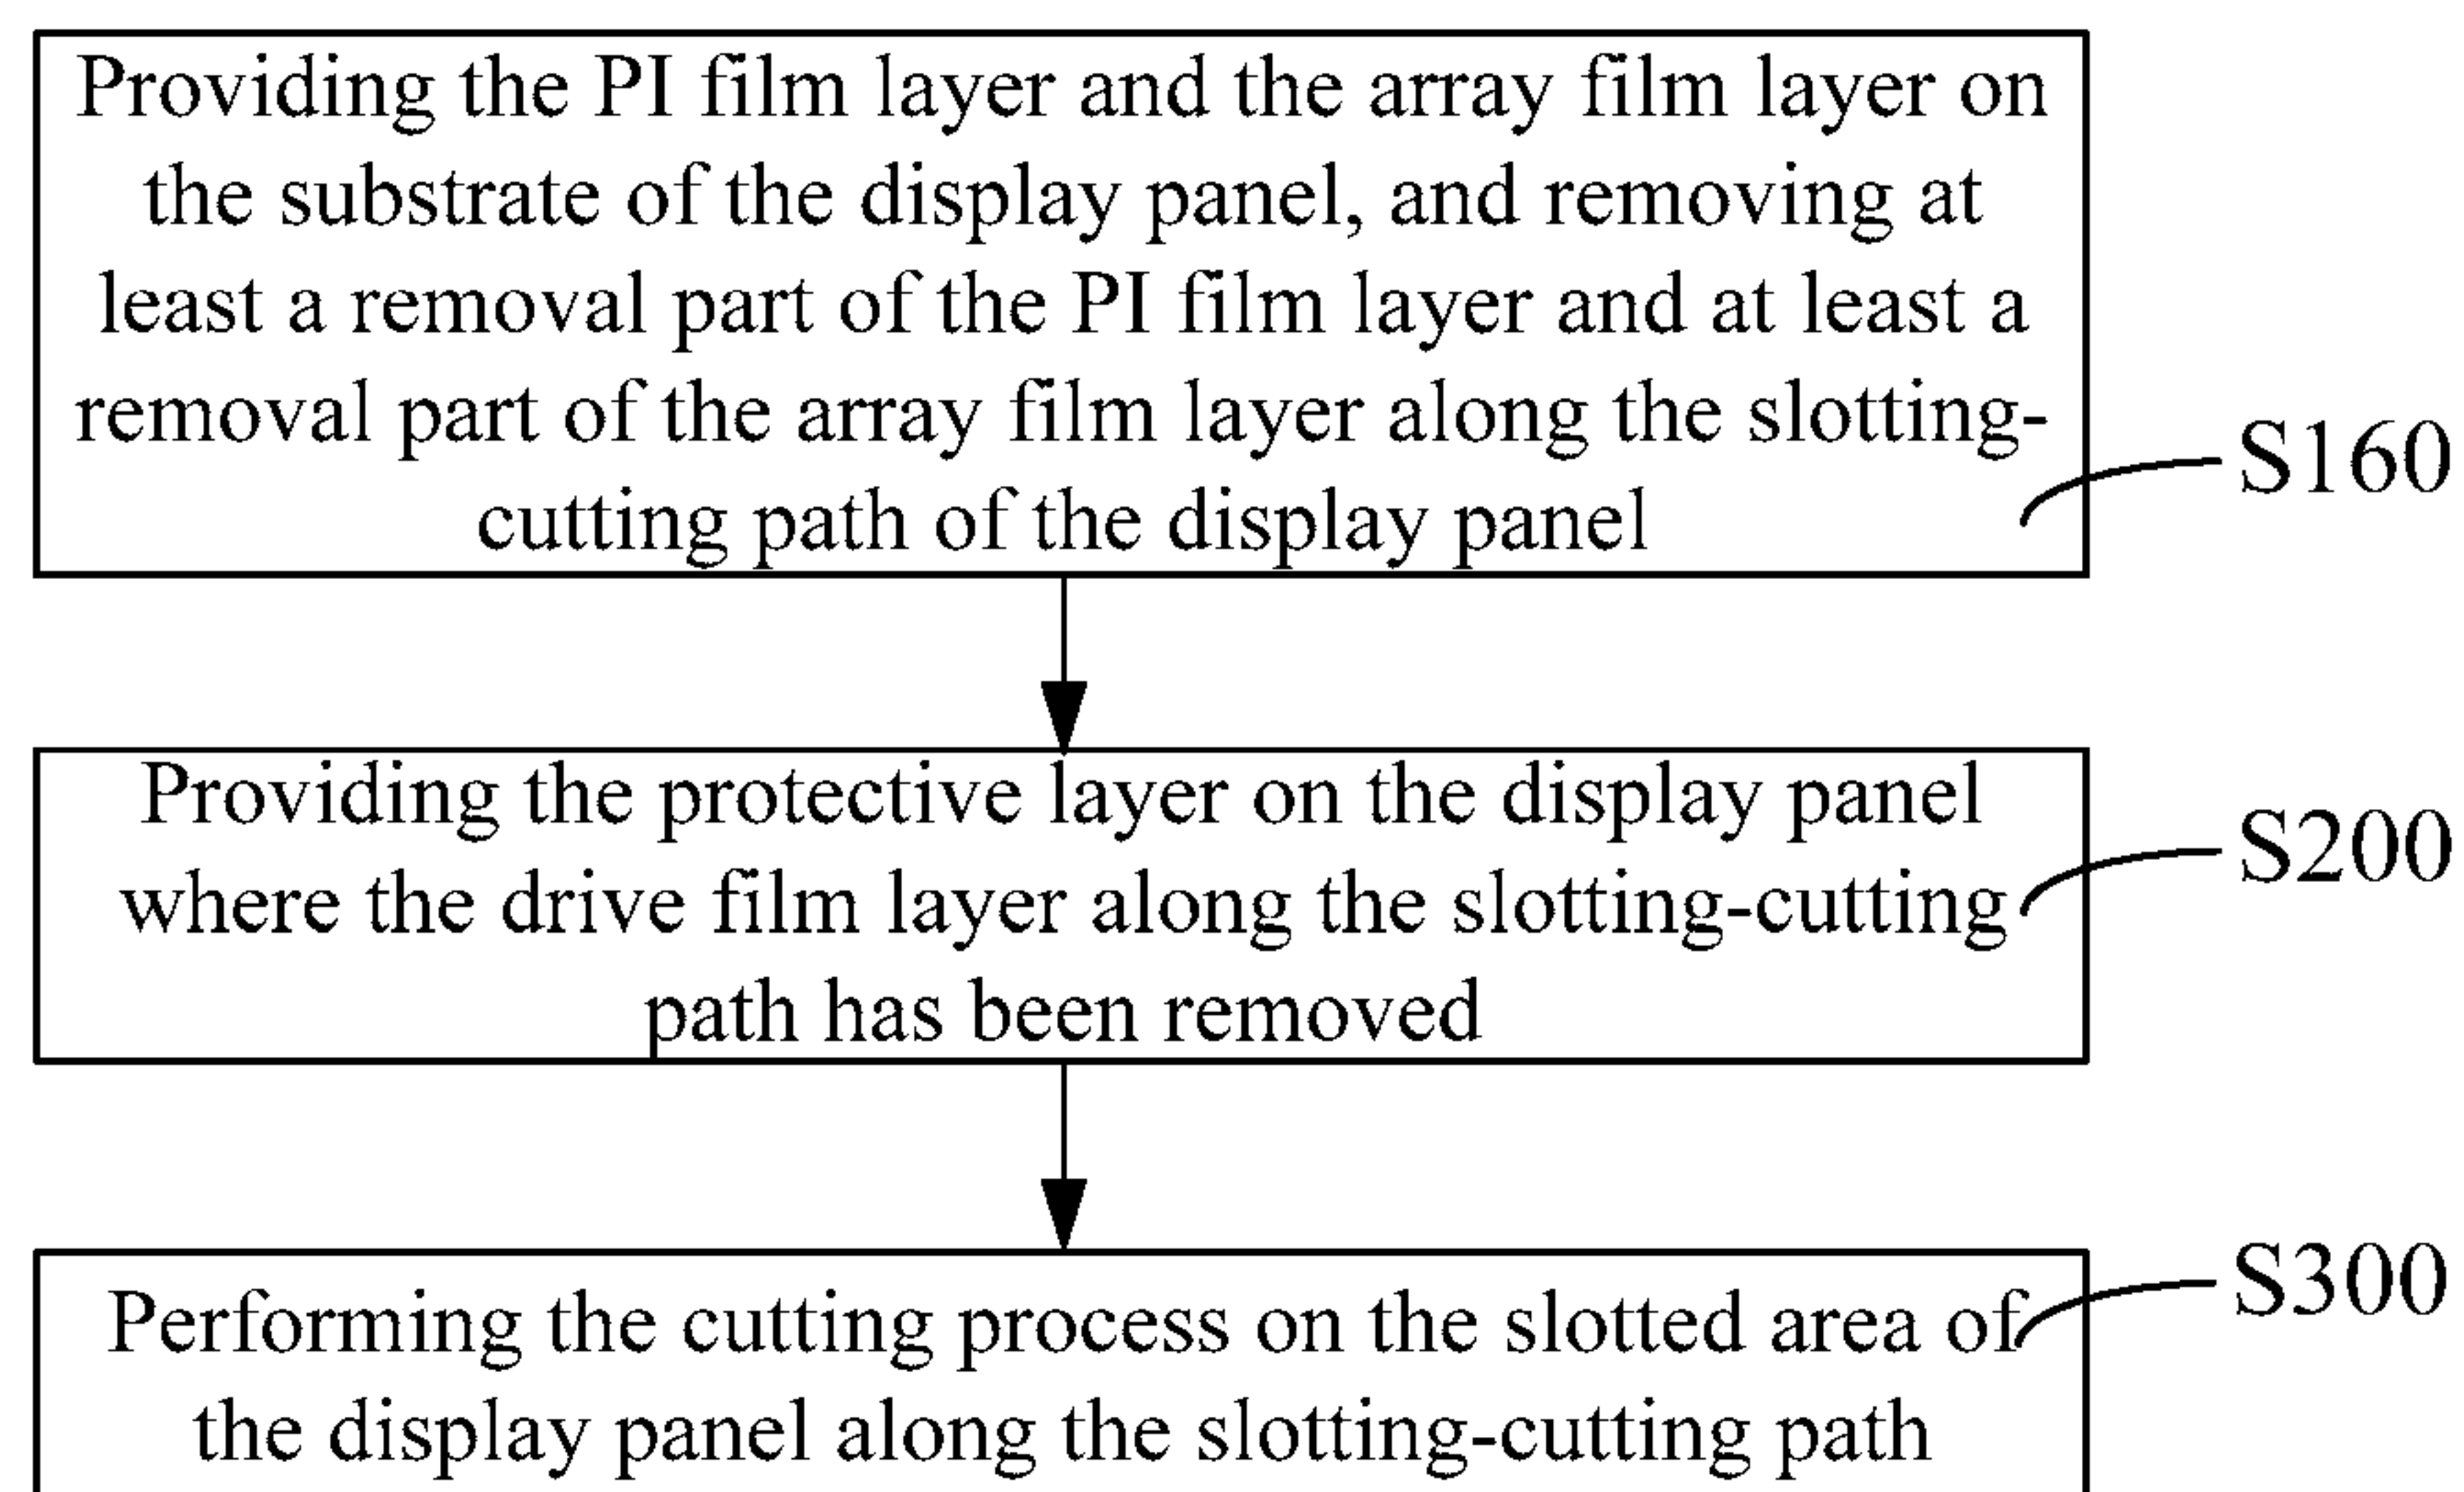 Providing the PI film layer and the array film layer on
the substrate of the display panel, and removing at
least a removal part of the PI film layer and at least a
removal part of the array film layer along the slotting-
cutting path of the display panel
S160
Providing the protective layer on the display panel
where the drive film layer along the slotting-cutting
path has been removed
S200
Performing the cutting process on the slotted area of
the display panel along the slotting-cutting path
S300